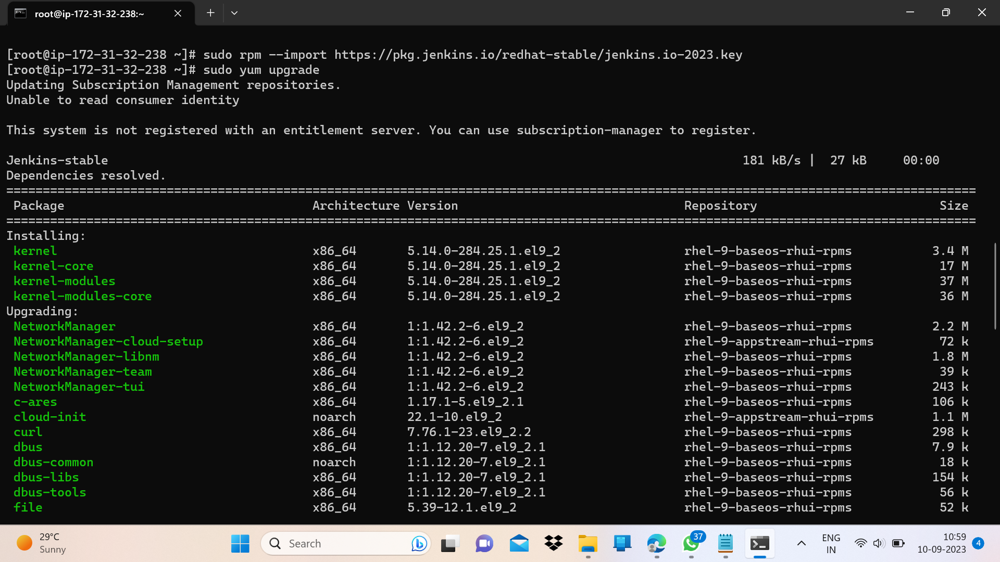 root@ip-172-31-32-238:~
[root@ip-172-31-32-238 ~]# sudo rpm --import https://pkg.jenkins.io/redhat-stable/jenkins.io-2023.key
[root@ip-172-31-32-238 ~]# sudo yum upgrade
Updating Subscription Management repositories.
Unable to read consumer identity
This system is not registered with an entitlement server. You can use subscription-manager to register.
Jenkins-stable 181 kB/s | 27 kB 00:00
Dependencies resolved.
=====================================================================================================================================
Package Architecture Version Repository Size
=====================================================================================================================================
Installing:
kernel x86_64 5.14.0-284.25.1.el9_2 rhel-9-baseos-rhui-rpms 3.4 M
kernel-core x86_64 5.14.0-284.25.1.el9_2 rhel-9-baseos-rhui-rpms 17 M
kernel-modules x86_64 5.14.0-284.25.1.el9_2 rhel-9-baseos-rhui-rpms 37 M
kernel-modules-core x86_64 5.14.0-284.25.1.el9_2 rhel-9-baseos-rhui-rpms 36 M
Upgrading:
NetworkManager x86_64 1:1.42.2-6.el9_2 rhel-9-baseos-rhui-rpms 2.2 M
NetworkManager-cloud-setup x86_64 1:1.42.2-6.el9_2 rhel-9-appstream-rhui-rpms 72 k
NetworkManager-libnm x86_64 1:1.42.2-6.el9_2 rhel-9-baseos-rhui-rpms 1.8 M
NetworkManager-team x86_64 1:1.42.2-6.el9_2 rhel-9-baseos-rhui-rpms 39 k
NetworkManager-tui x86_64 1:1.42.2-6.el9_2 rhel-9-baseos-rhui-rpms 243 k
c-ares x86_64 1.17.1-5.el9_2.1 rhel-9-baseos-rhui-rpms 106 k
cloud-init noarch 22.1-10.el9_2 rhel-9-appstream-rhui-rpms 1.1 M
curl x86_64 7.76.1-23.el9_2.2 rhel-9-baseos-rhui-rpms 298 k
dbus x86_64 1:1.12.20-7.el9_2.1 rhel-9-baseos-rhui-rpms 7.9 k
dbus-common noarch 1:1.12.20-7.el9_2.1 rhel-9-baseos-rhui-rpms 18 k
dbus-libs x86_64 1:1.12.20-7.el9_2.1 rhel-9-baseos-rhui-rpms 154 k
dbus-tools x86_64 1:1.12.20-7.el9_2.1 rhel-9-baseos-rhui-rpms 56 k
file x86_64 5.39-12.1.el9_2 rhel-9-baseos-rhui-rpms 52 k
29°C
Sunny
Search
37
ENG
IN
10:59
10-09-2023
4